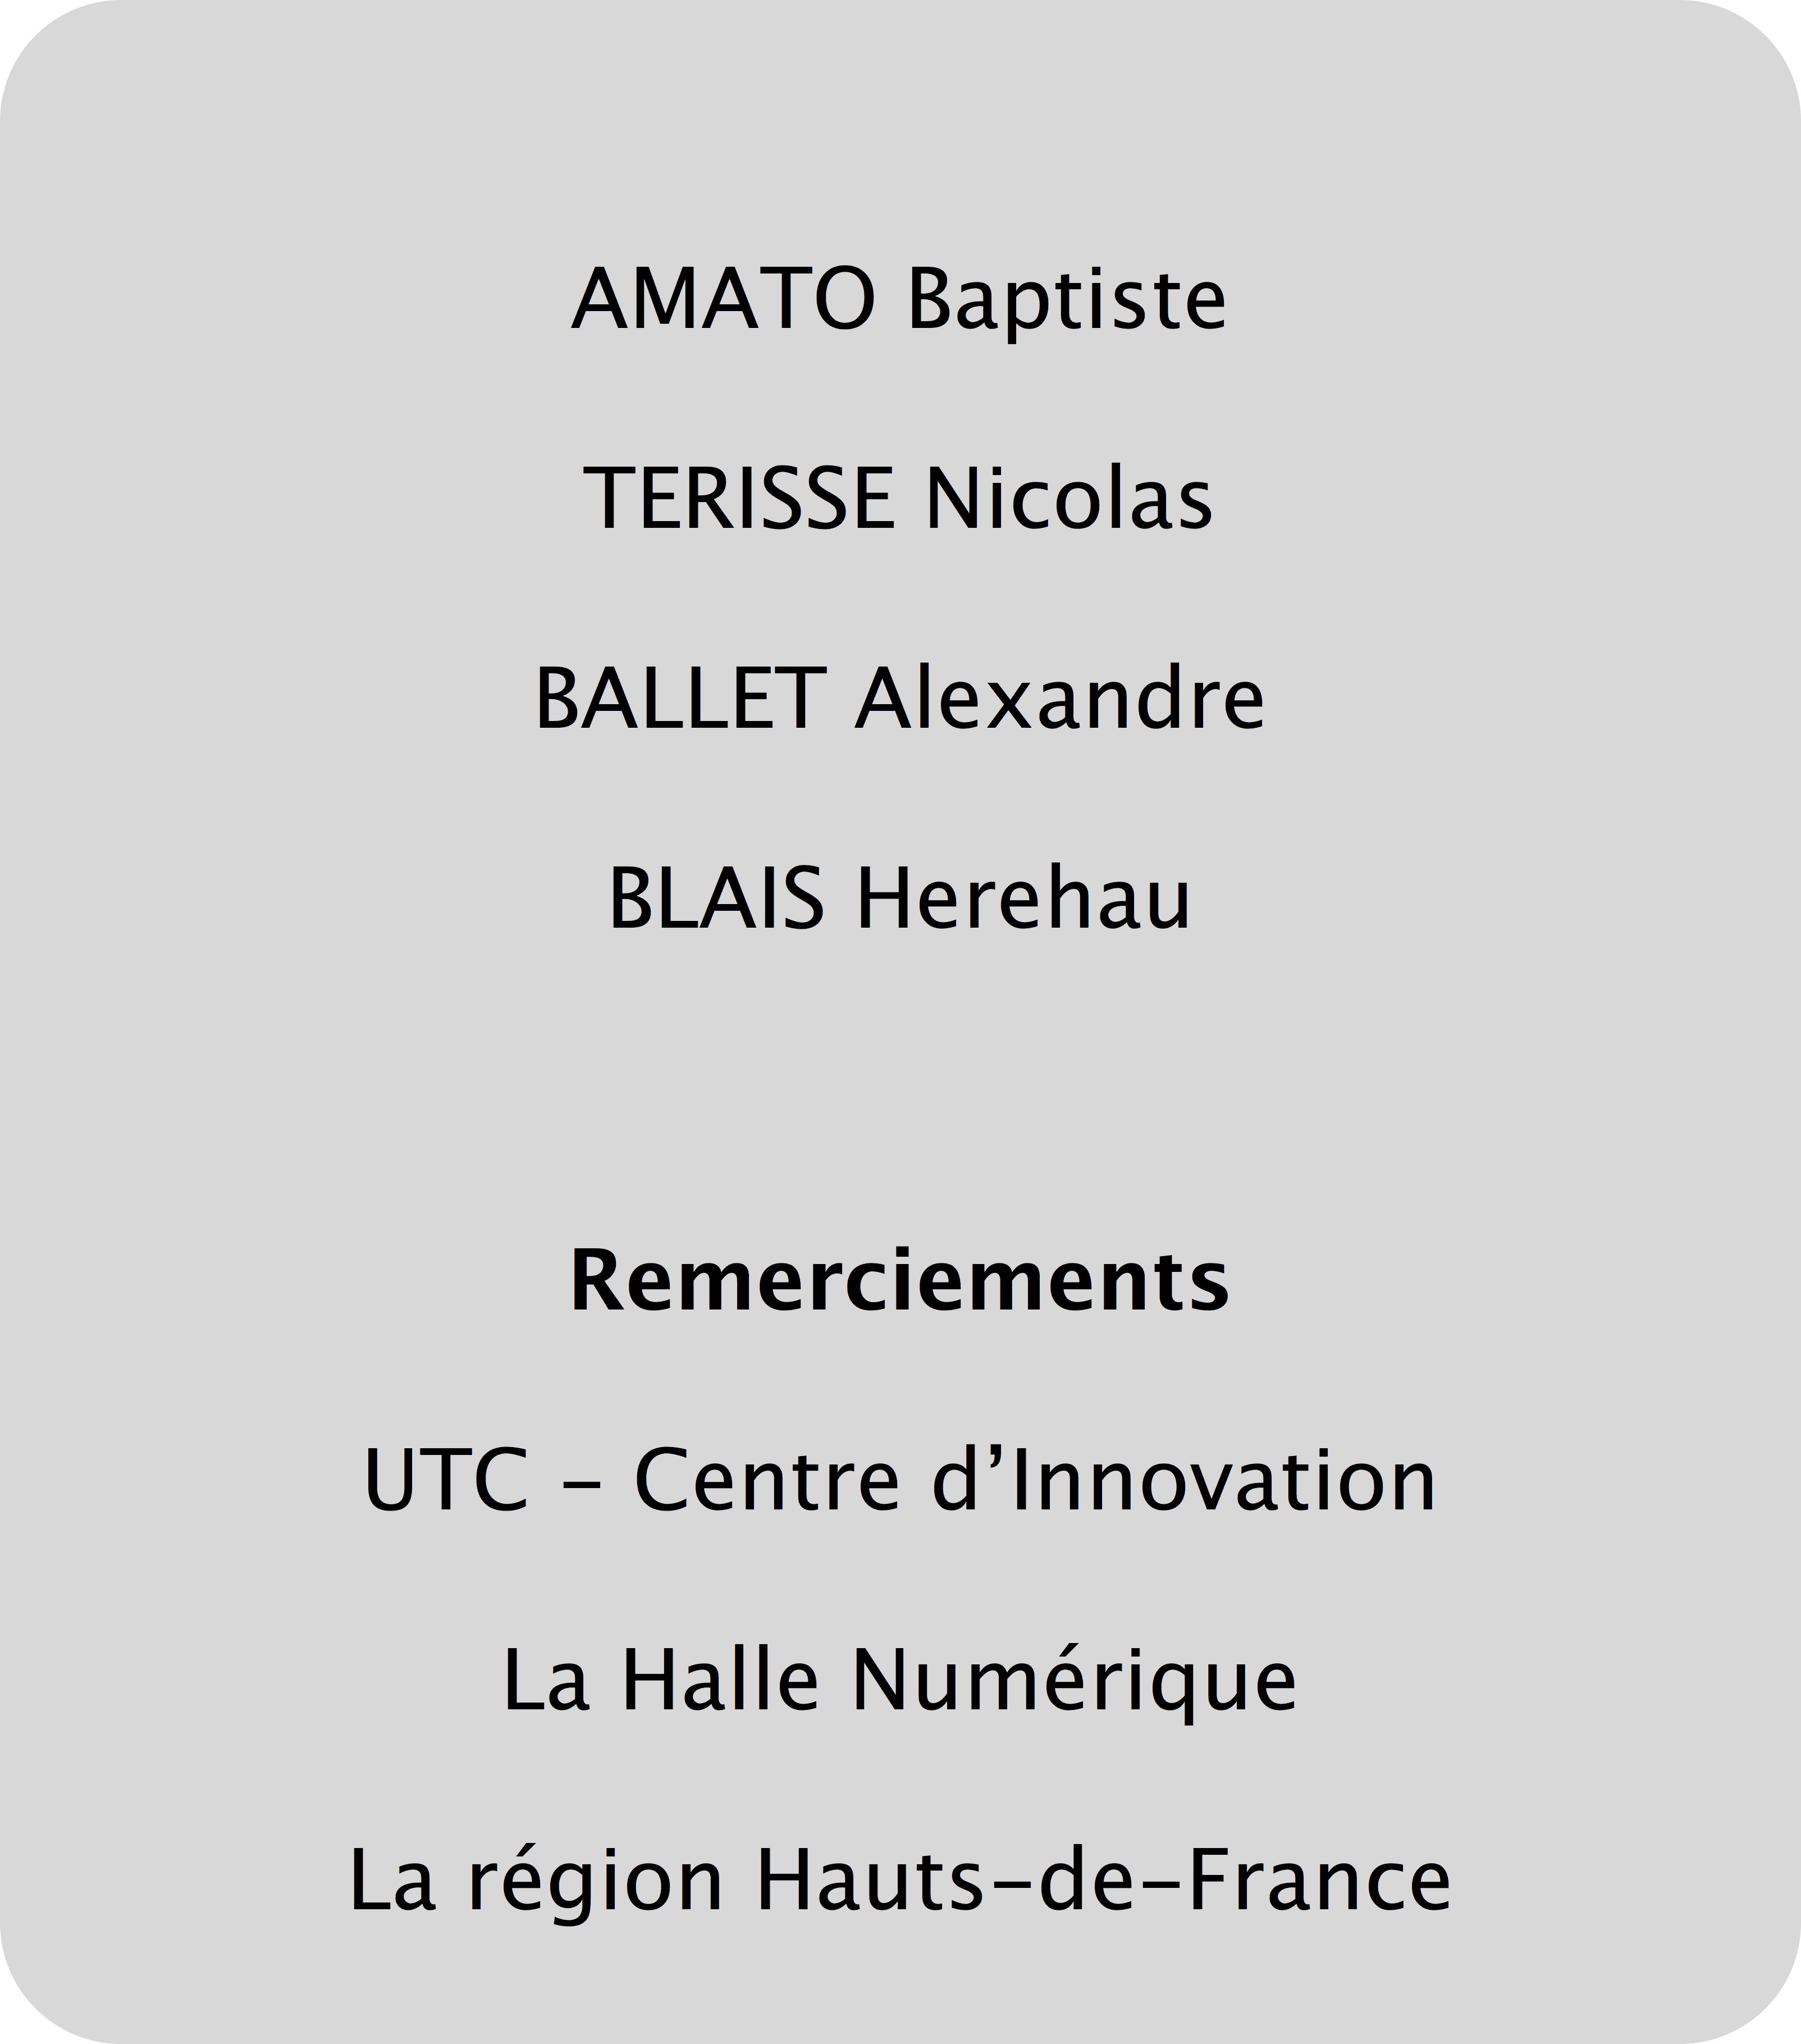 AMATO Baptiste
TERISSE Nicolas
BALLET Alexandre
BLAIS Herehau
Remerciements
UTC – Centre d’Innovation
La Halle Numérique
La région Hauts-de-France